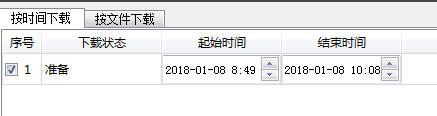 按时间下载 按文件下载
序号 下载状态 起始时间 结束时间
1 准备 2018-01-08 8:49 2018-01-08 10:08